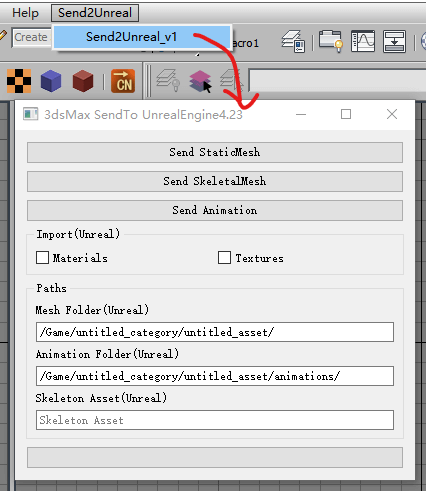 Help Send2Unreal
Create
Send2Unreal_v1
acro1
CN
3dsMax SendTo UnrealEngine4.23
Send StaticMesh
Send SkeletalMesh
Send Animation
Import(Unreal)
Materials Textures
Paths
Mesh Folder(Unreal)
/Game/untitled_category/untitled_asset/
Animation Folder(Unreal)
/Game/untitled_category/untitled_asset/animations/
Skeleton Asset(Unreal)
Skeleton Asset